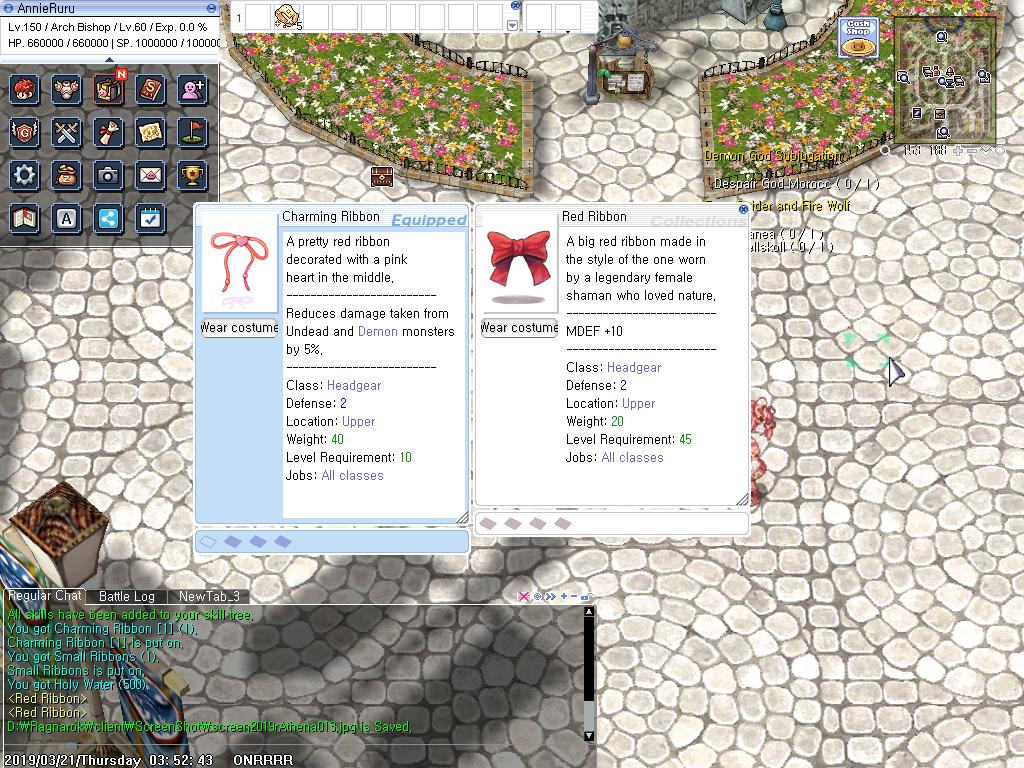 AnnieRuru
Lv.150 / Arch Bishop / Lv.60 / Exp. 0.0 %
HP. 660000 / 660000 | SP. 1000000 / 100000
1
5
Cash
Shop
N
S
G
A
Demon God Subjugation
Despair God Morocc ( 0 / 1 )
ider and Fire Wolf
anea ( 0 / 1 )
ellskoll ( 0 / 1 )
Charming Ribbon
Equipped
A pretty red ribbon
decorated with a pink
heart in the middle.
-------------------------
Reduces damage taken from
Undead and Demon monsters
by 5%.
-------------------------
Class: Headgear
Defense: 2
Location: Upper
Weight: 40
Level Requirement: 10
Jobs: All classes
Wear costume
Red Ribbon
Collections
A big red ribbon made in
the style of the one worn
by a legendary female
shaman who loved nature.
-------------------------
MDEF +10
-------------------------
Class: Headgear
Defense: 2
Location: Upper
Weight: 20
Level Requirement: 45
Jobs: All classes
Wear costume
Regular Chat
Battle Log
NewTab_3
All skills have been added to your skill tree.
You got Charming Ribbon [1] (1).
Charming Ribbon [1] is put on.
You got Small Ribbons (1).
Small Ribbons is put on.
You got Holy Water (500).
<Red Ribbon>
<Red Ribbon>
D:₩Ragnarok₩client₩ScreenShot₩screen2019Athena013.jpg is Saved.
2019/03/21/Thursday 03:52:43 ONRRRR